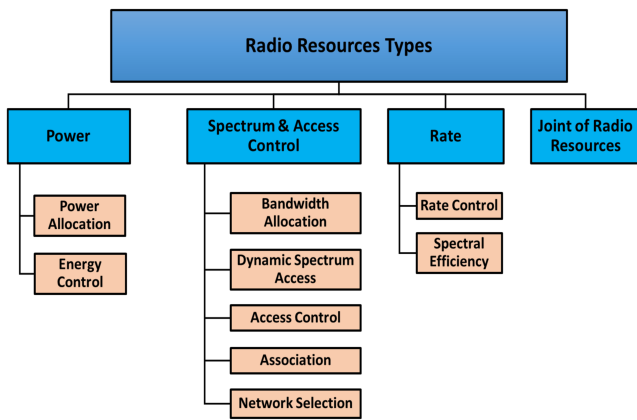 Radio Resources Types
Power
Spectrum & Access
Control
Rate
Joint of Radio
Resources
Power
Allocation
Energy
Control
Bandwidth
Allocation
Dynamic Spectrum
Access
Access Control
Association
Network Selection
Rate Control
Spectral
Efficiency